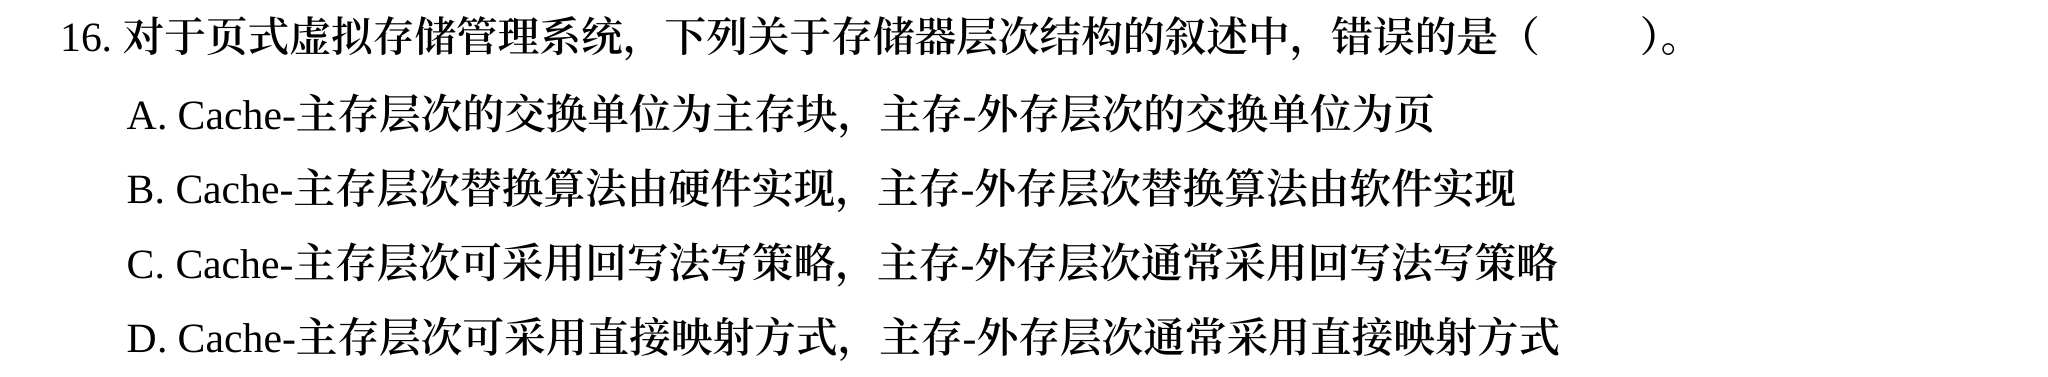 16. 对于页式虚拟存储管理系统，下列关于存储器层次结构的叙述中，错误的是（　　）。
A. Cache-主存层次的交换单位为主存块，主存-外存层次的交换单位为页
B. Cache-主存层次替换算法由硬件实现，主存-外存层次替换算法由软件实现
C. Cache-主存层次可采用回写法写策略，主存-外存层次通常采用回写法写策略
D. Cache-主存层次可采用直接映射方式，主存-外存层次通常采用直接映射方式